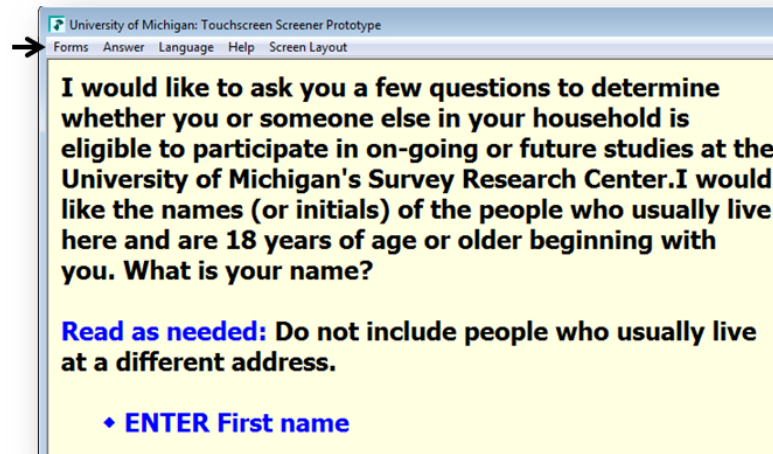 University of Michigan: Touchscreen Screener Prototype
Forms Answer Language Help Screen Layout
I would like to ask you a few questions to determine
whether you or someone else in your household is
eligible to participate in on-going or future studies at the
University of Michigan's Survey Research Center.I would
like the names (or initials) of the people who usually live
here and are 18 years of age or older beginning with
you. What is your name?
Read as needed: Do not include people who usually live
at a different address.
ENTER First name